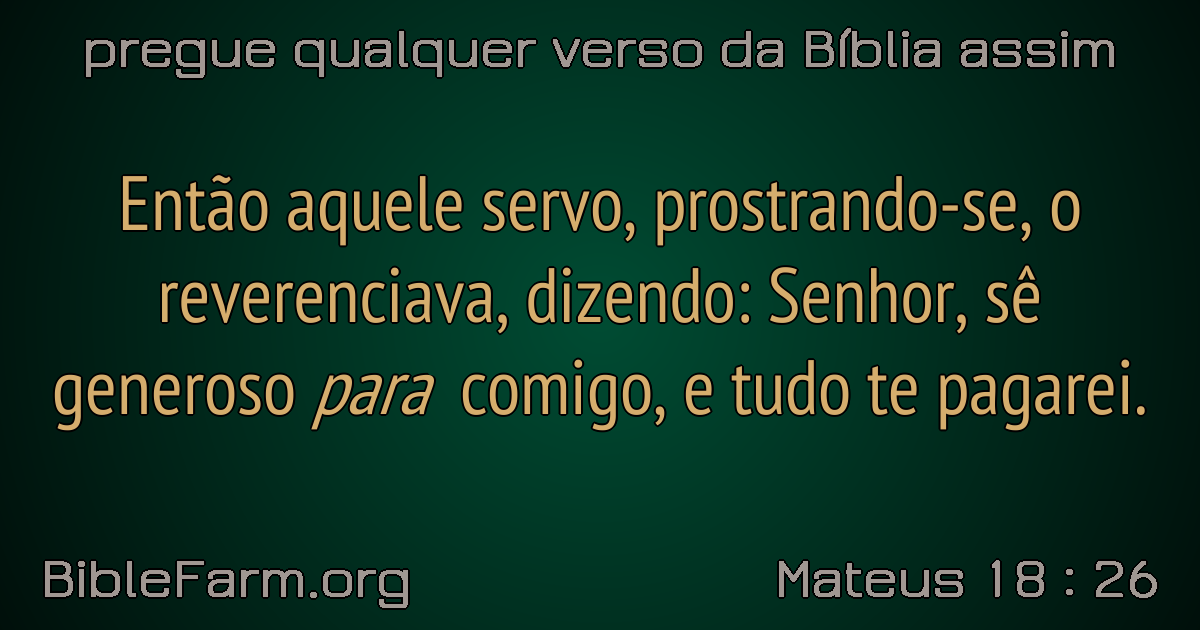 pregue qualquer verso da Bíblia assim
Então aquele servo, prostrando-se, o
reverenciava, dizendo: Senhor, sê
generoso para comigo, e tudo te pagarei.
BibleFarm.org
Mateus 18 : 26